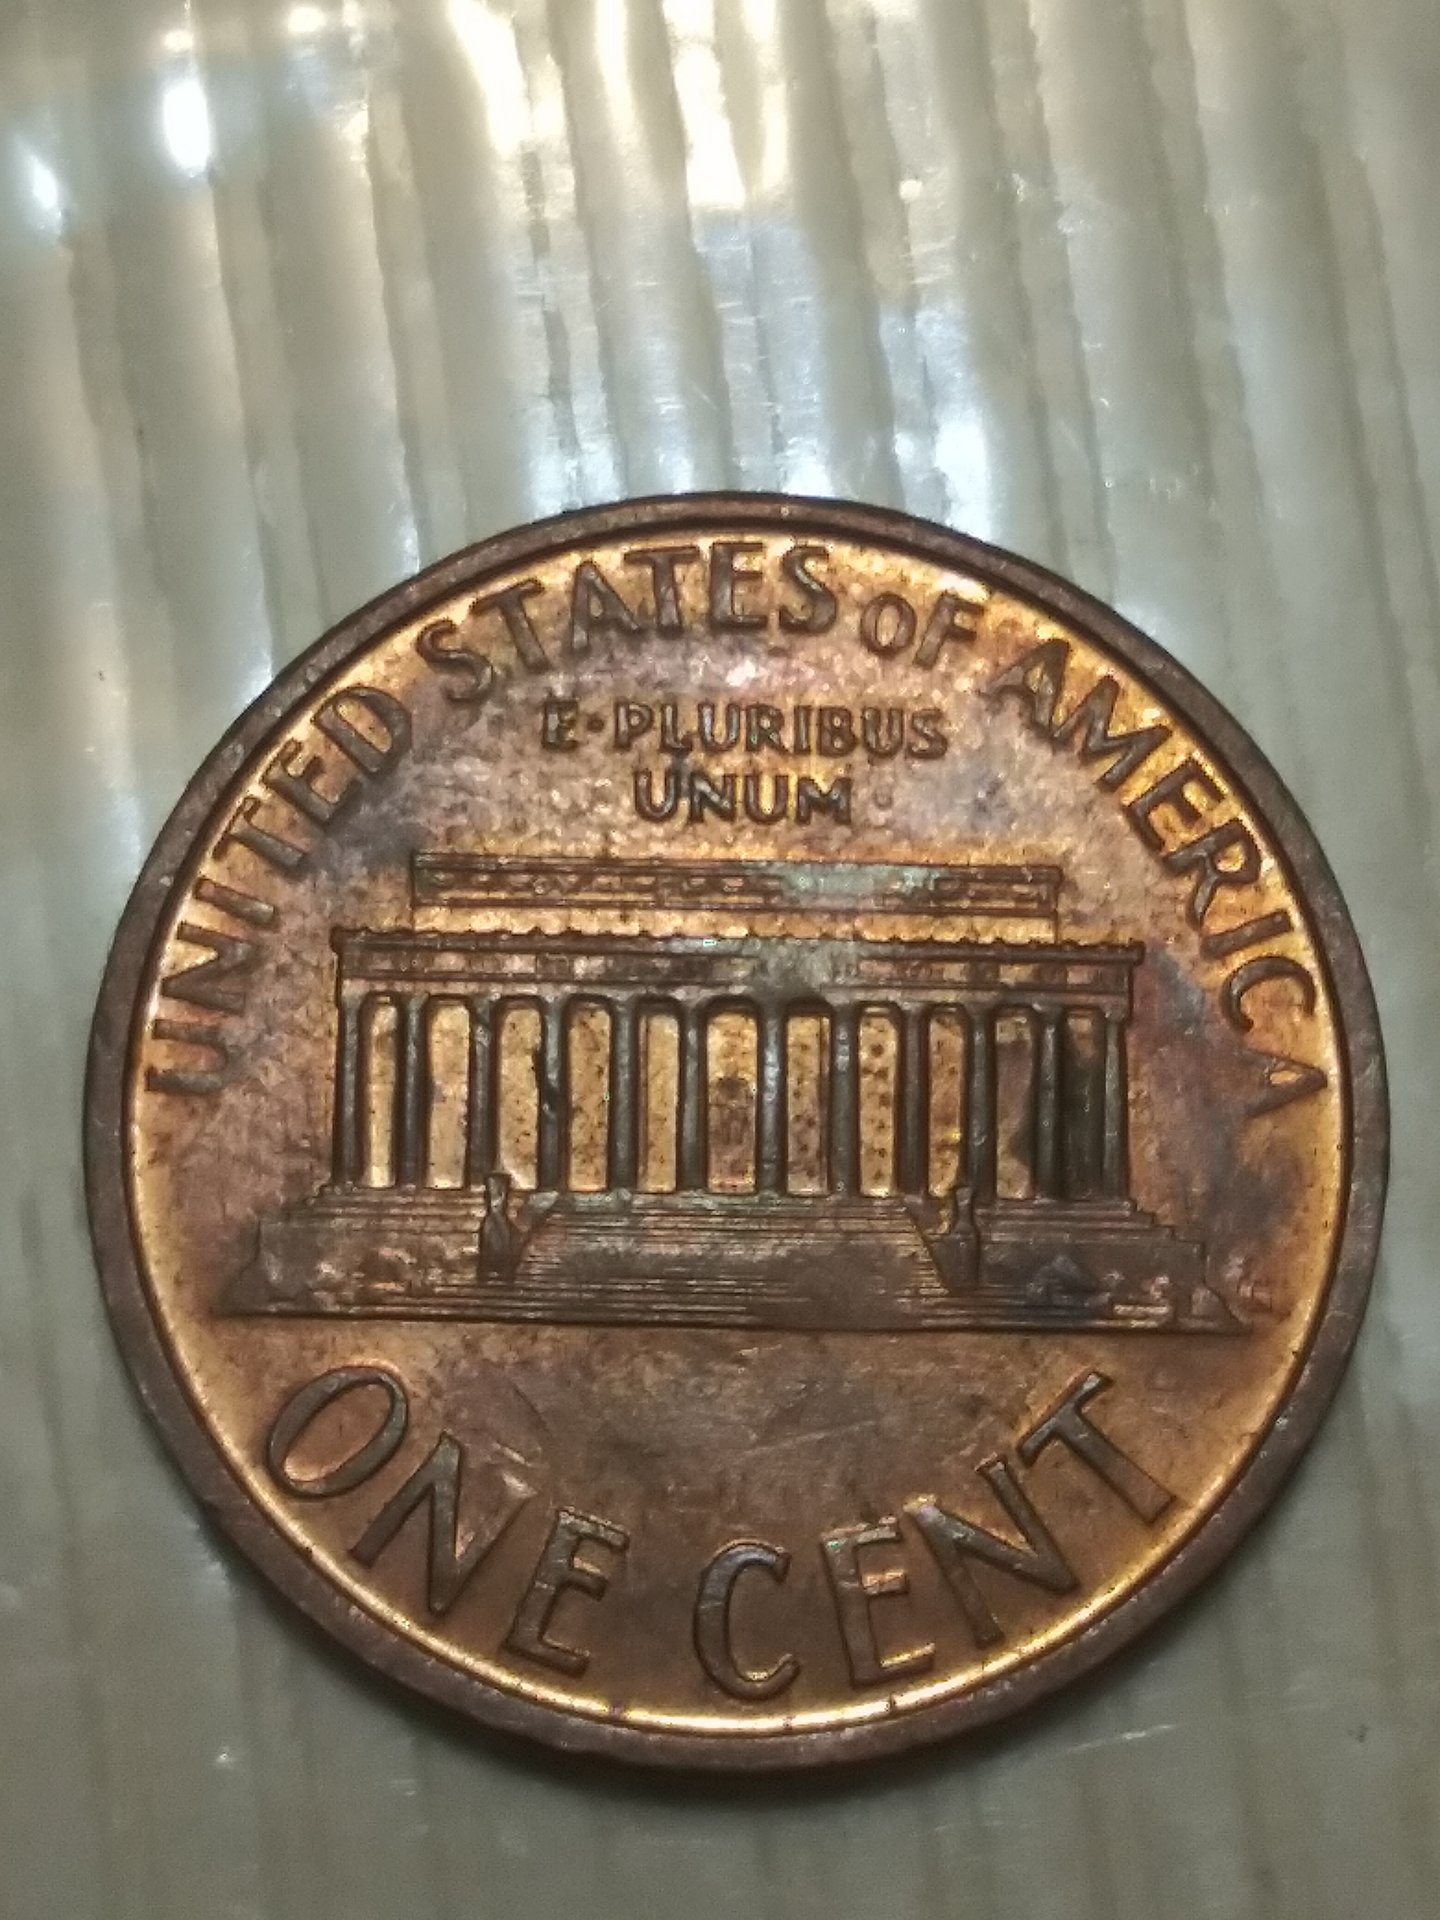 UNITED STATES OF AMERICA
E·PLURIBUS
UNUM
ONE CENT